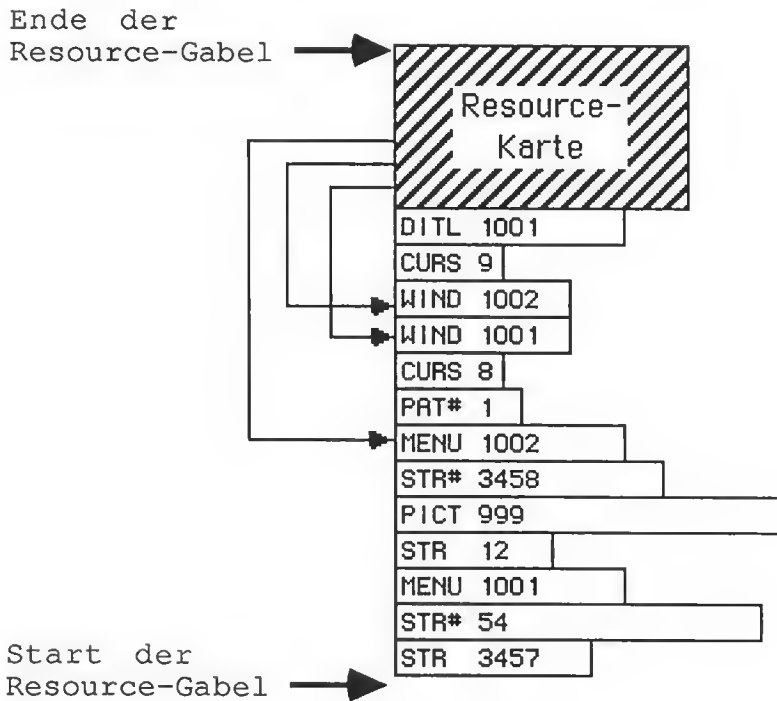 Ende der
Resource-Gabel
Resource-
Karte
DITL 1001
CURS 9
WIND 1002
WIND 1001
CURS 8
PAT# 1
MENU 1002
STR# 3458
PICT 999
STR 12
MENU 1001
STR# 54
STR 3457
Start der
Resource-Gabel